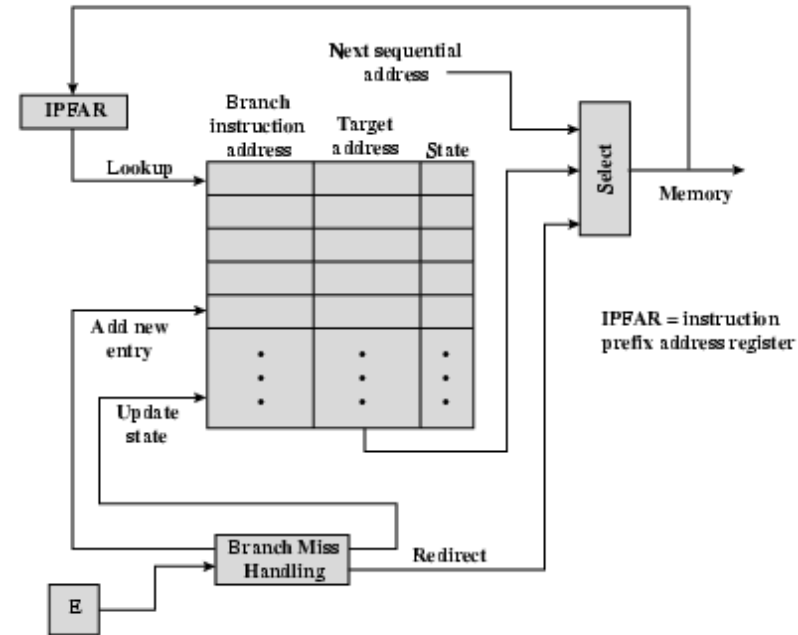 Next sequential
address
IPFAR
Branch
instruction
address
Target
address
State
Lookup
Select
Memory
Add new
entry
IPFAR = instruction
prefix address register
Update
state
Branch Miss
Handling
Redirect
E